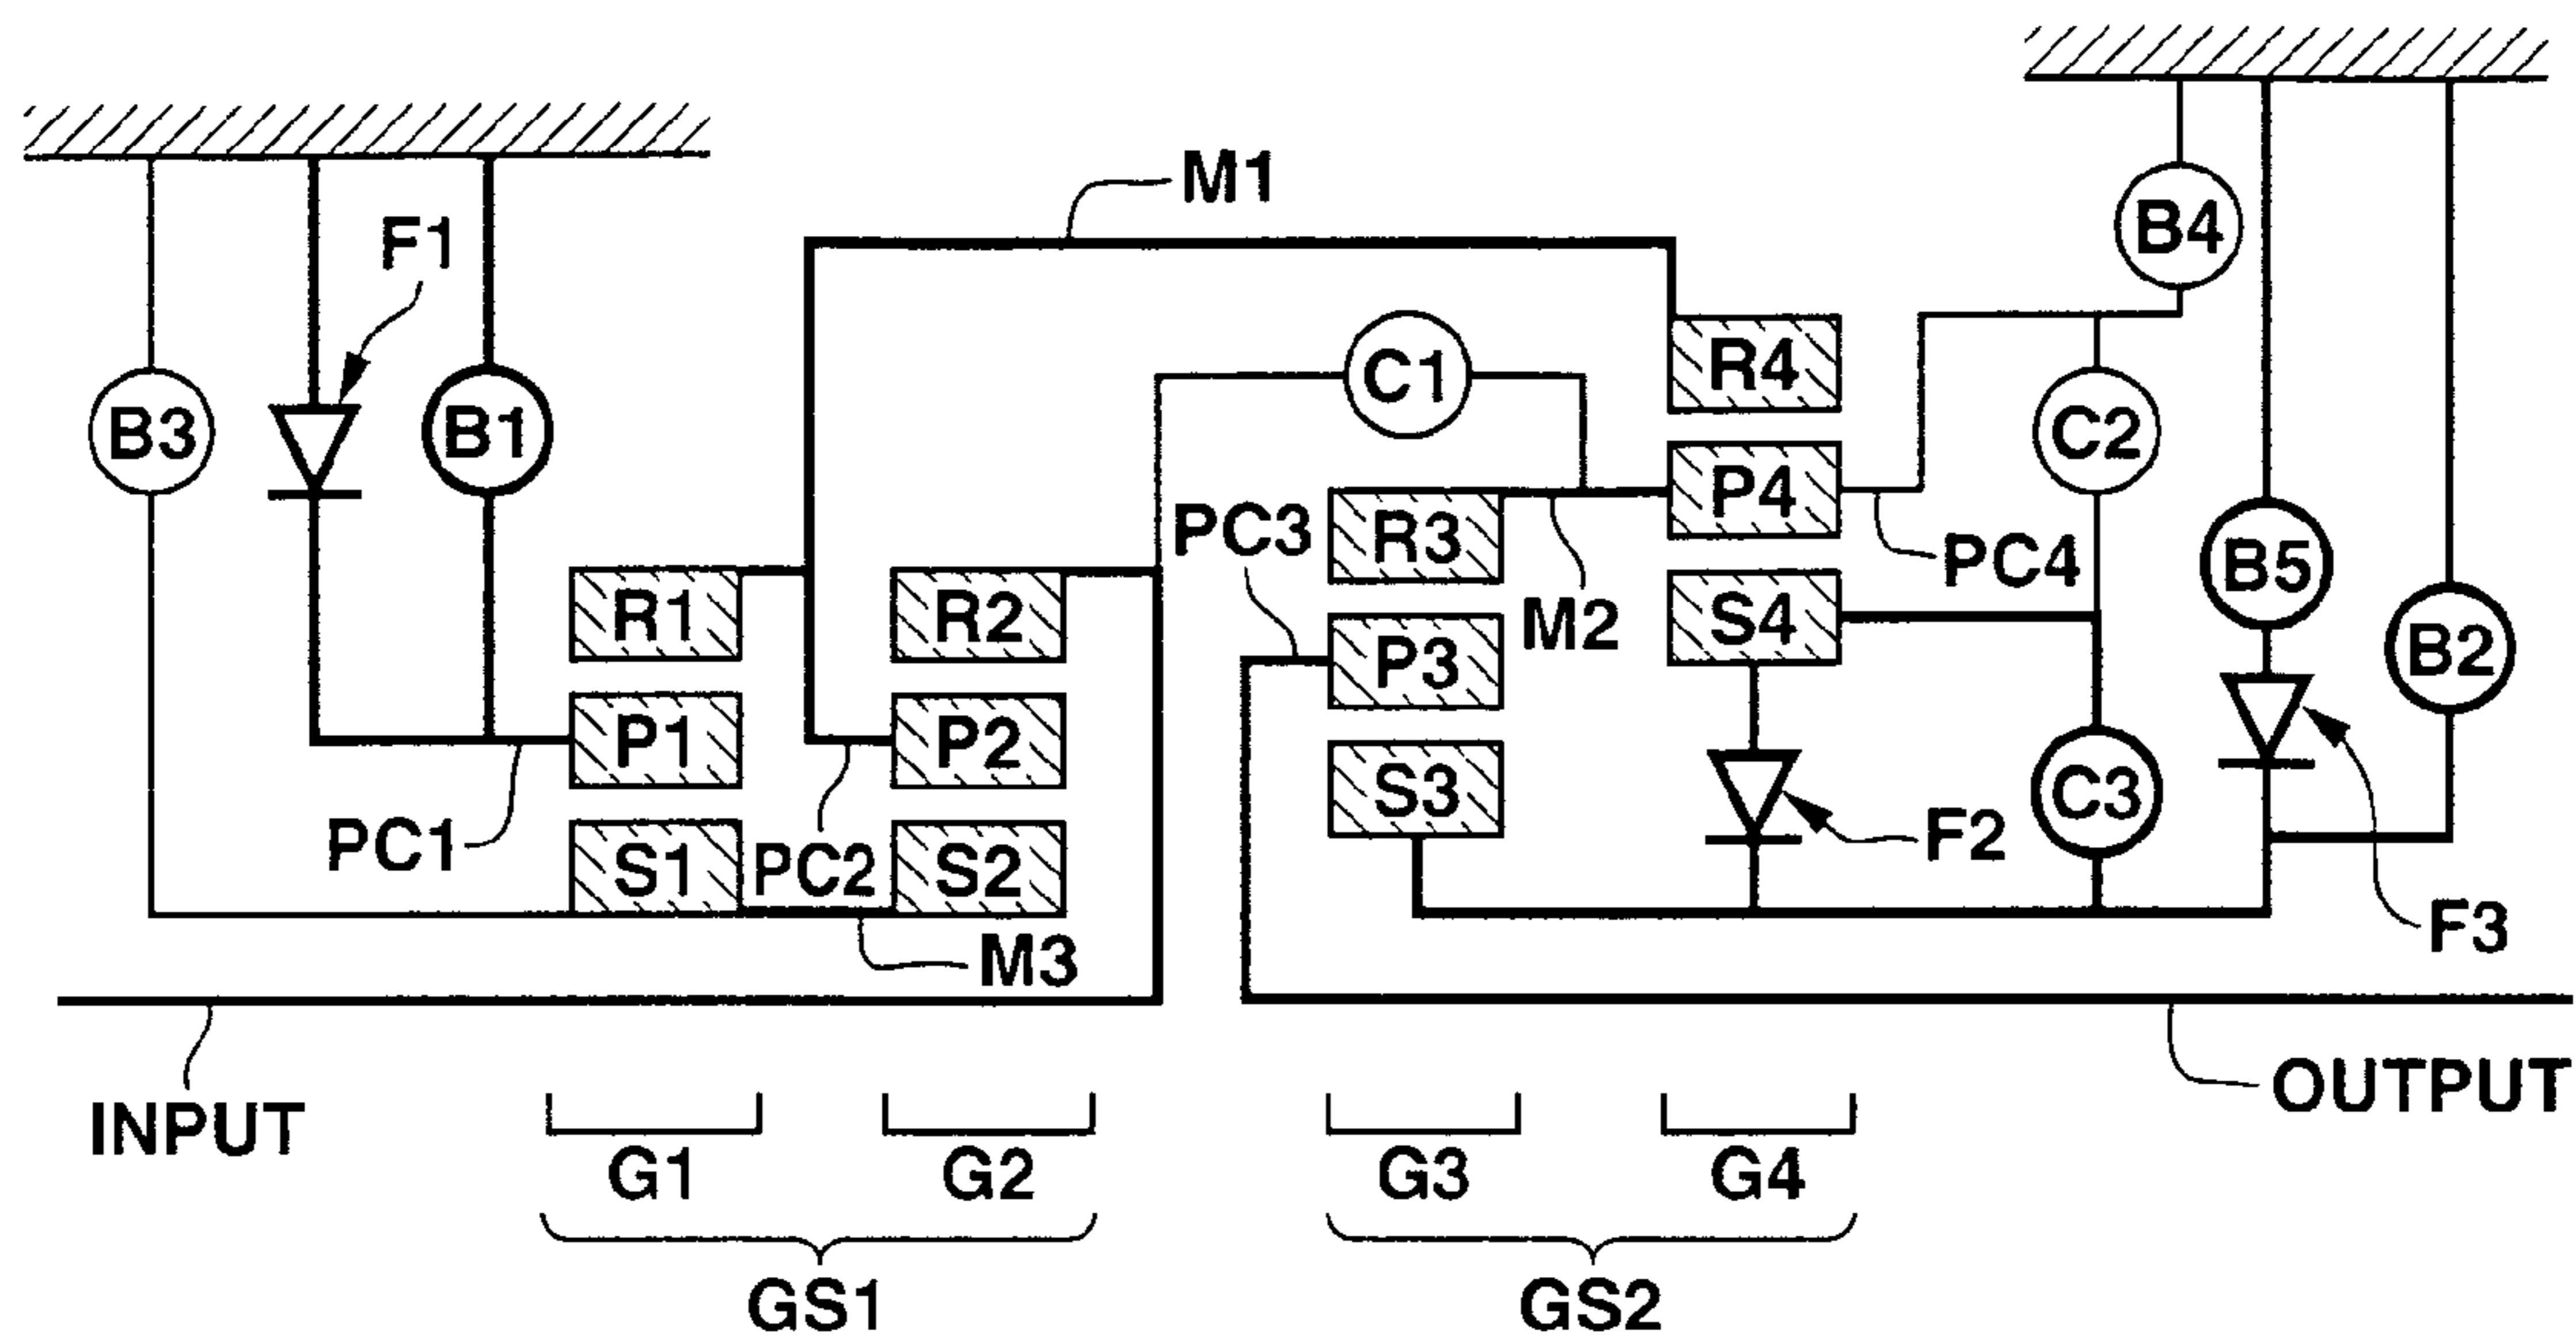 M1
F1
B4
B3
B1
C1
R4
C2
P4
PC3
R3
PC4
B5
R1
R2
M2
S4
B2
P3
P1
P2
S3
C3
PC1
S1
PC2
S2
F2
F3
M3
INPUT
OUTPUT
G1
G2
G3
G4
GS1
GS2